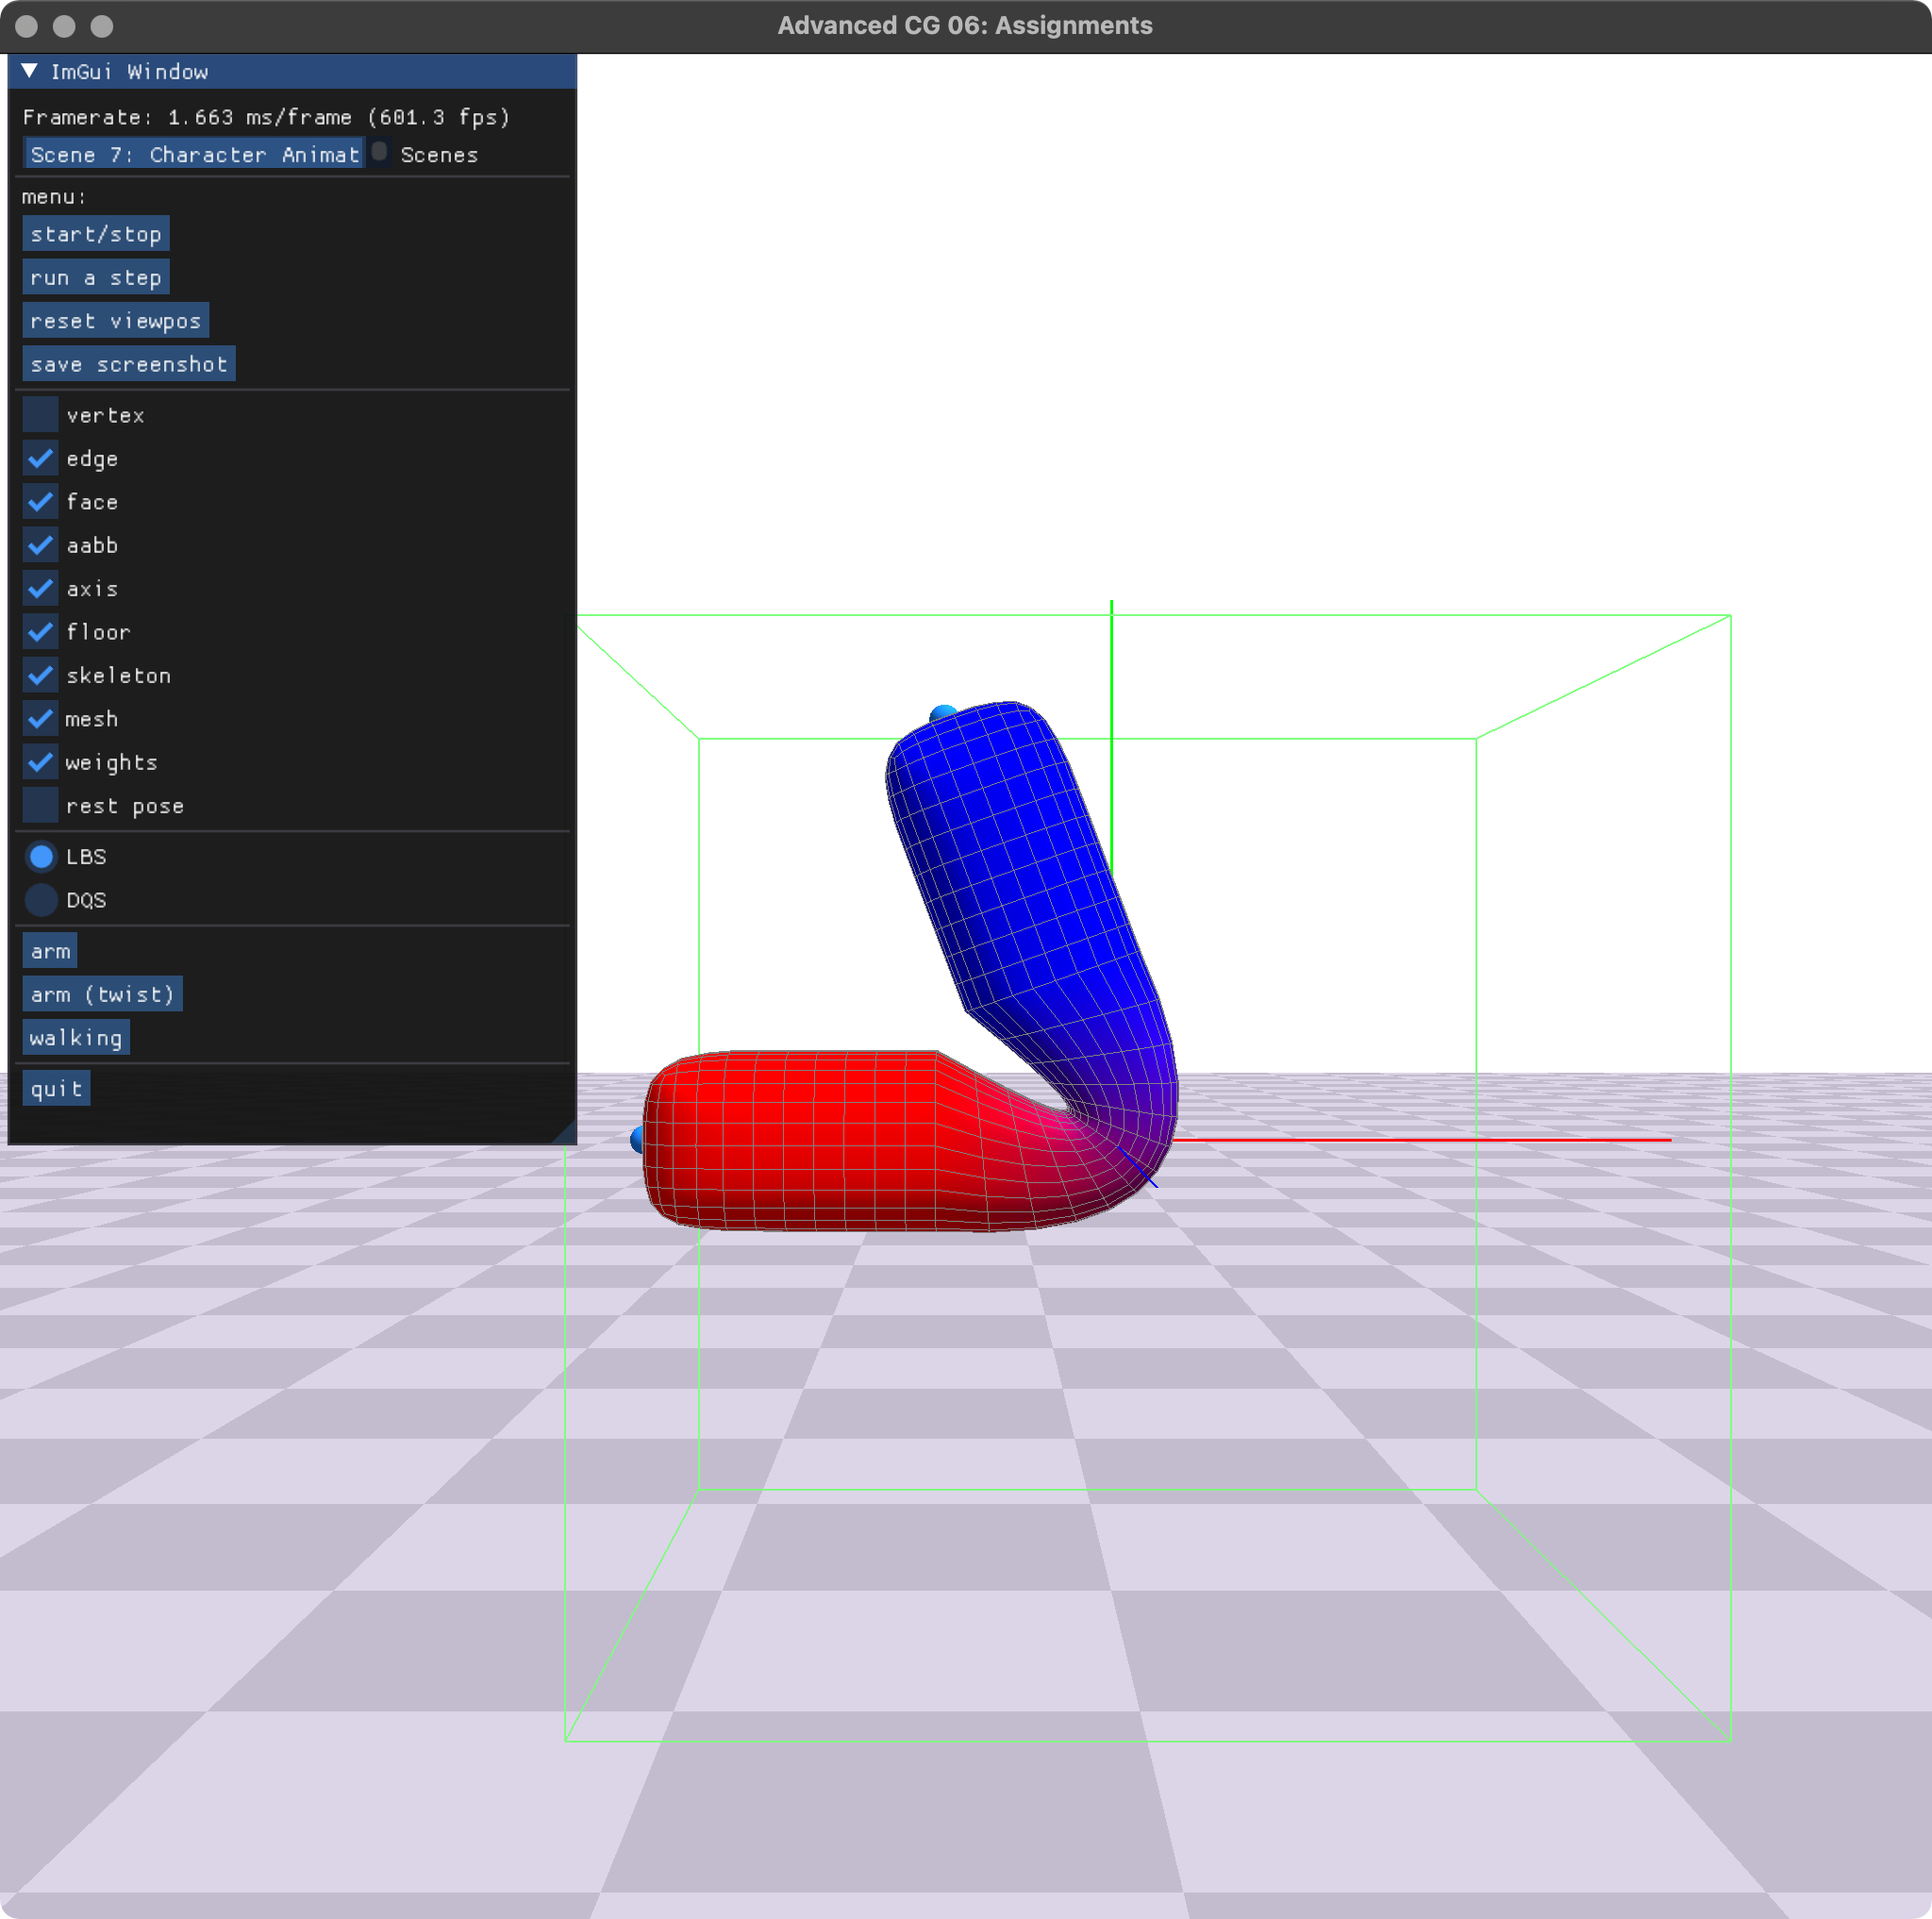 Advanced CG 06: Assignments
ImGui Window
Framerate: 1.663 ms/frame (601.3 fps)
Scene 7: Character Animat Scenes
menu:
start/stop
run a step
reset viewpos
save screenshot
vertex
edge
face
aabb
axis
floor
skeleton
mesh
weights
rest pose
LBS
DQS
arm
arm (twist)
walking
quit